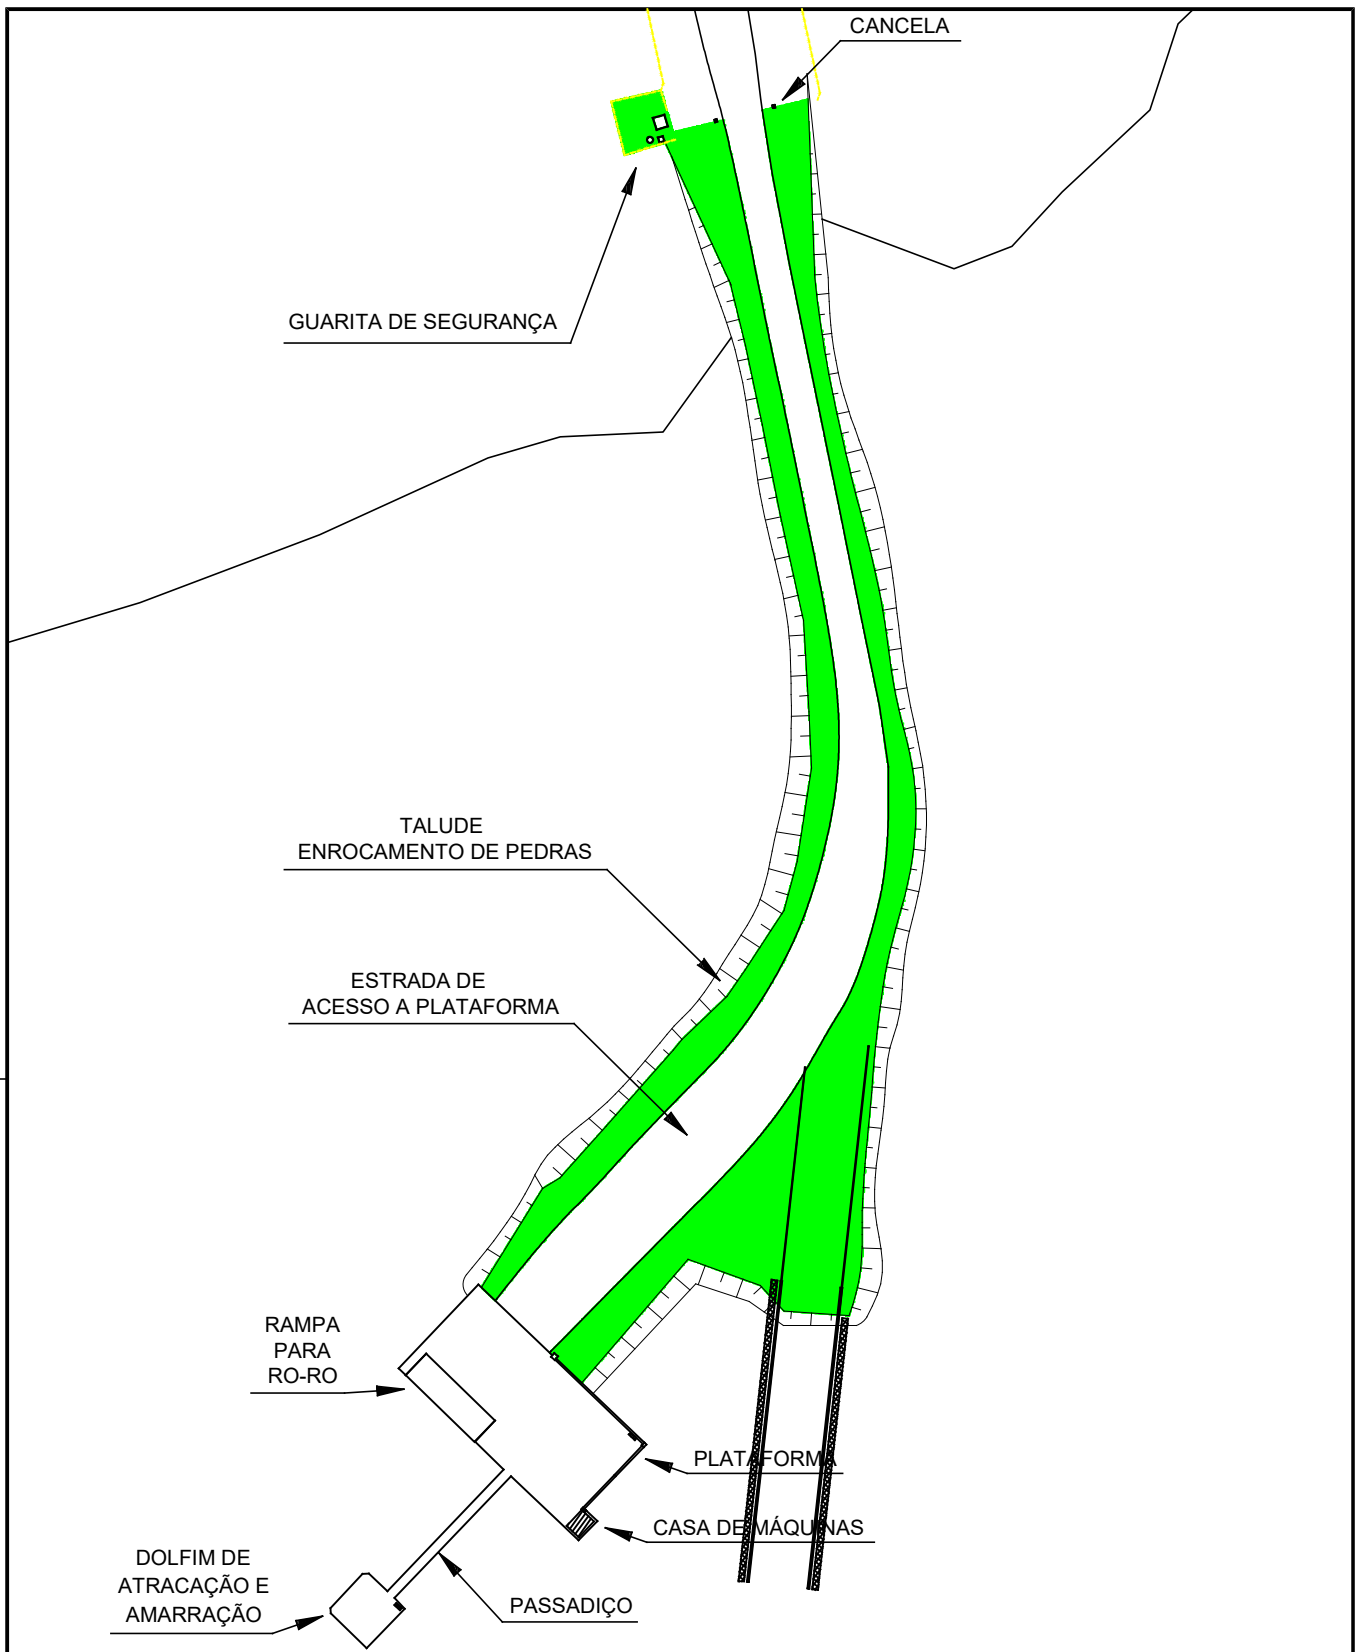 CANCELA
GUARITA DE SEGURANÇA
TALUDE
ENROCAMENTO DE PEDRAS
ESTRADA DE
ACESSO A PLATAFORMA
RAMPA
PARA
RO-RO
PLATAFORMA
CASA DE MÁQUINAS
DOLFIM DE
ATRACAÇÃO E
AMARRAÇÃO
PASSADIÇO